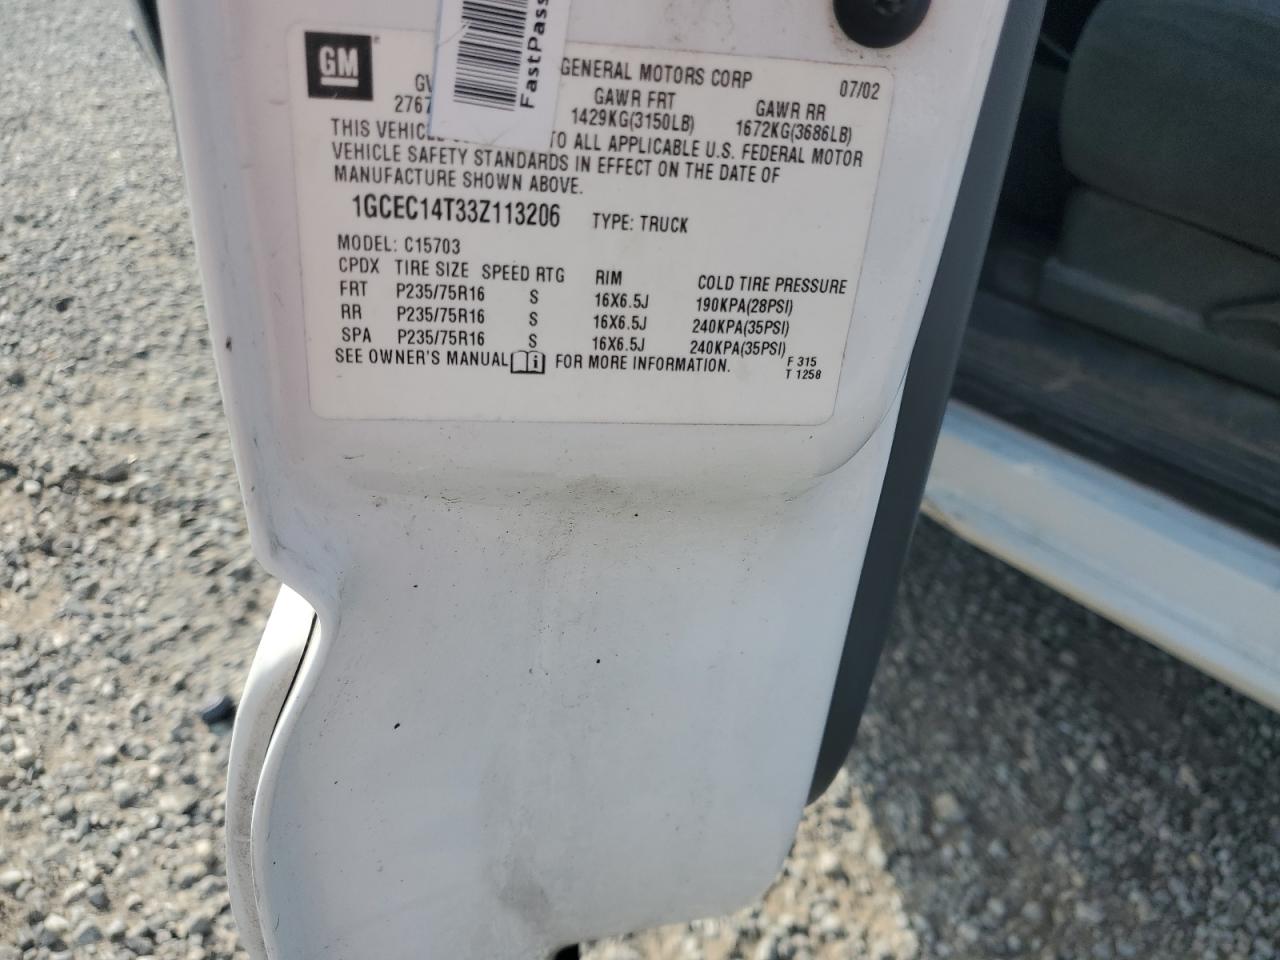 GM
FastPass
GENERAL MOTORS CORP 07/02
GAWR FRT GAWR RR
1429KG(3150LB) 1672KG(3686LB)
THIS TO ALL APPLICABLE U.S. FEDERAL MOTOR
VEHICLE SAFETY STANDARDS IN EFFECT ON THE DATE OF
MANUFACTURE SHOWN ABOVE.
1GCEC14T33Z113206 TYPE: TRUCK
MODEL: C15703
CPDX TIRE SIZE SPEED RTG RIM COLD TIRE PRESSURE
FRT P235/75R16 S 16X6.5J 190KPA(28PSI)
RR P235/75R16 S 16X6.5J 240KPA(35PSI)
SPA P235/75R16 S 16X6.5J 240KPA(35PSI)
SEE OWNER'S MANUAL FOR MORE INFORMATION.
F 315
T 1258